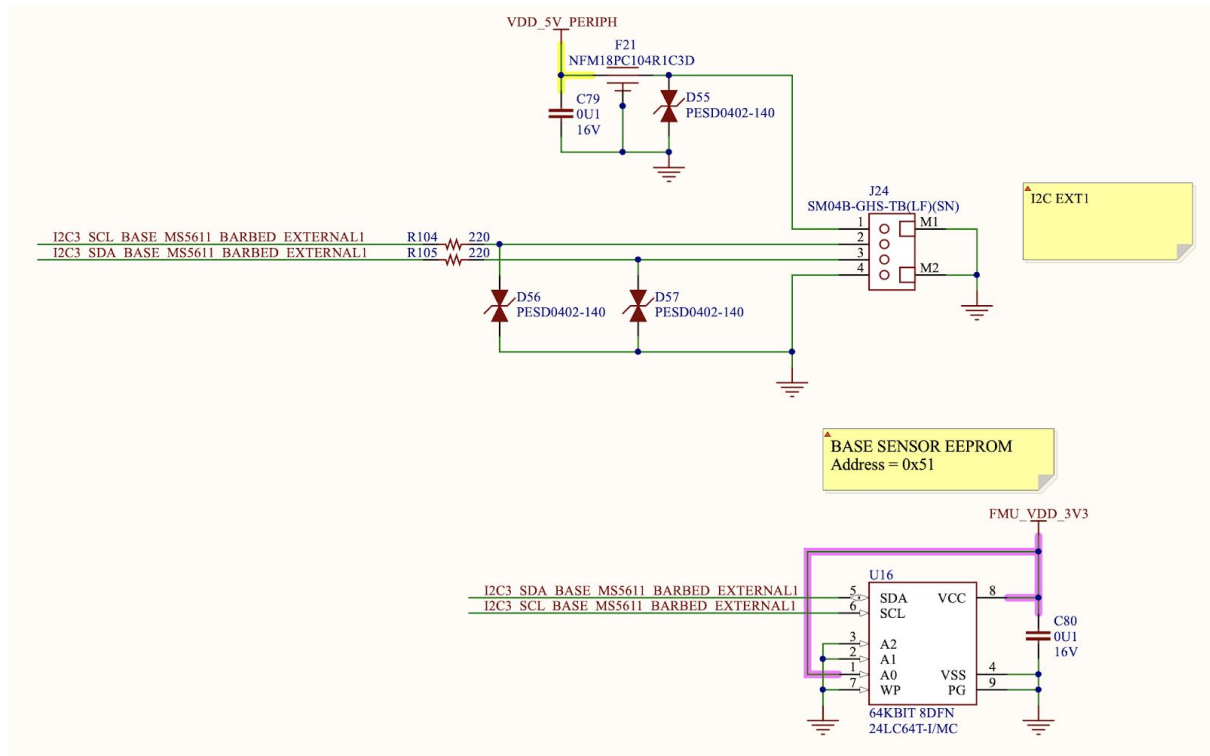 VDD_5V_PERIPH
F21
NFM18PC104R1C3D
C79
0U1
16V
D55
PESD0402-140
J24
SM04B-GHS-TB(LF)(SN)
1
2
3
4
M1
M2
I2C EXT1
I2C3_SCL_BASE_MS5611_BARBED_EXTERNAL1
R104 220
I2C3_SDA_BASE_MS5611_BARBED_EXTERNAL1
R105 220
D56
PESD0402-140
D57
PESD0402-140
BASE SENSOR EEPROM
Address = 0x51
FMU_VDD_3V3
U16
I2C3_SDA_BASE_MS5611_BARBED_EXTERNAL1
I2C3_SCL_BASE_MS5611_BARBED_EXTERNAL1
5 SDA VCC 8
6 SCL
3 A2
2 A1
1 A0 VSS 4
7 WP PG 9
C80
0U1
16V
64KBIT 8DFN
24LC64T-I/MC